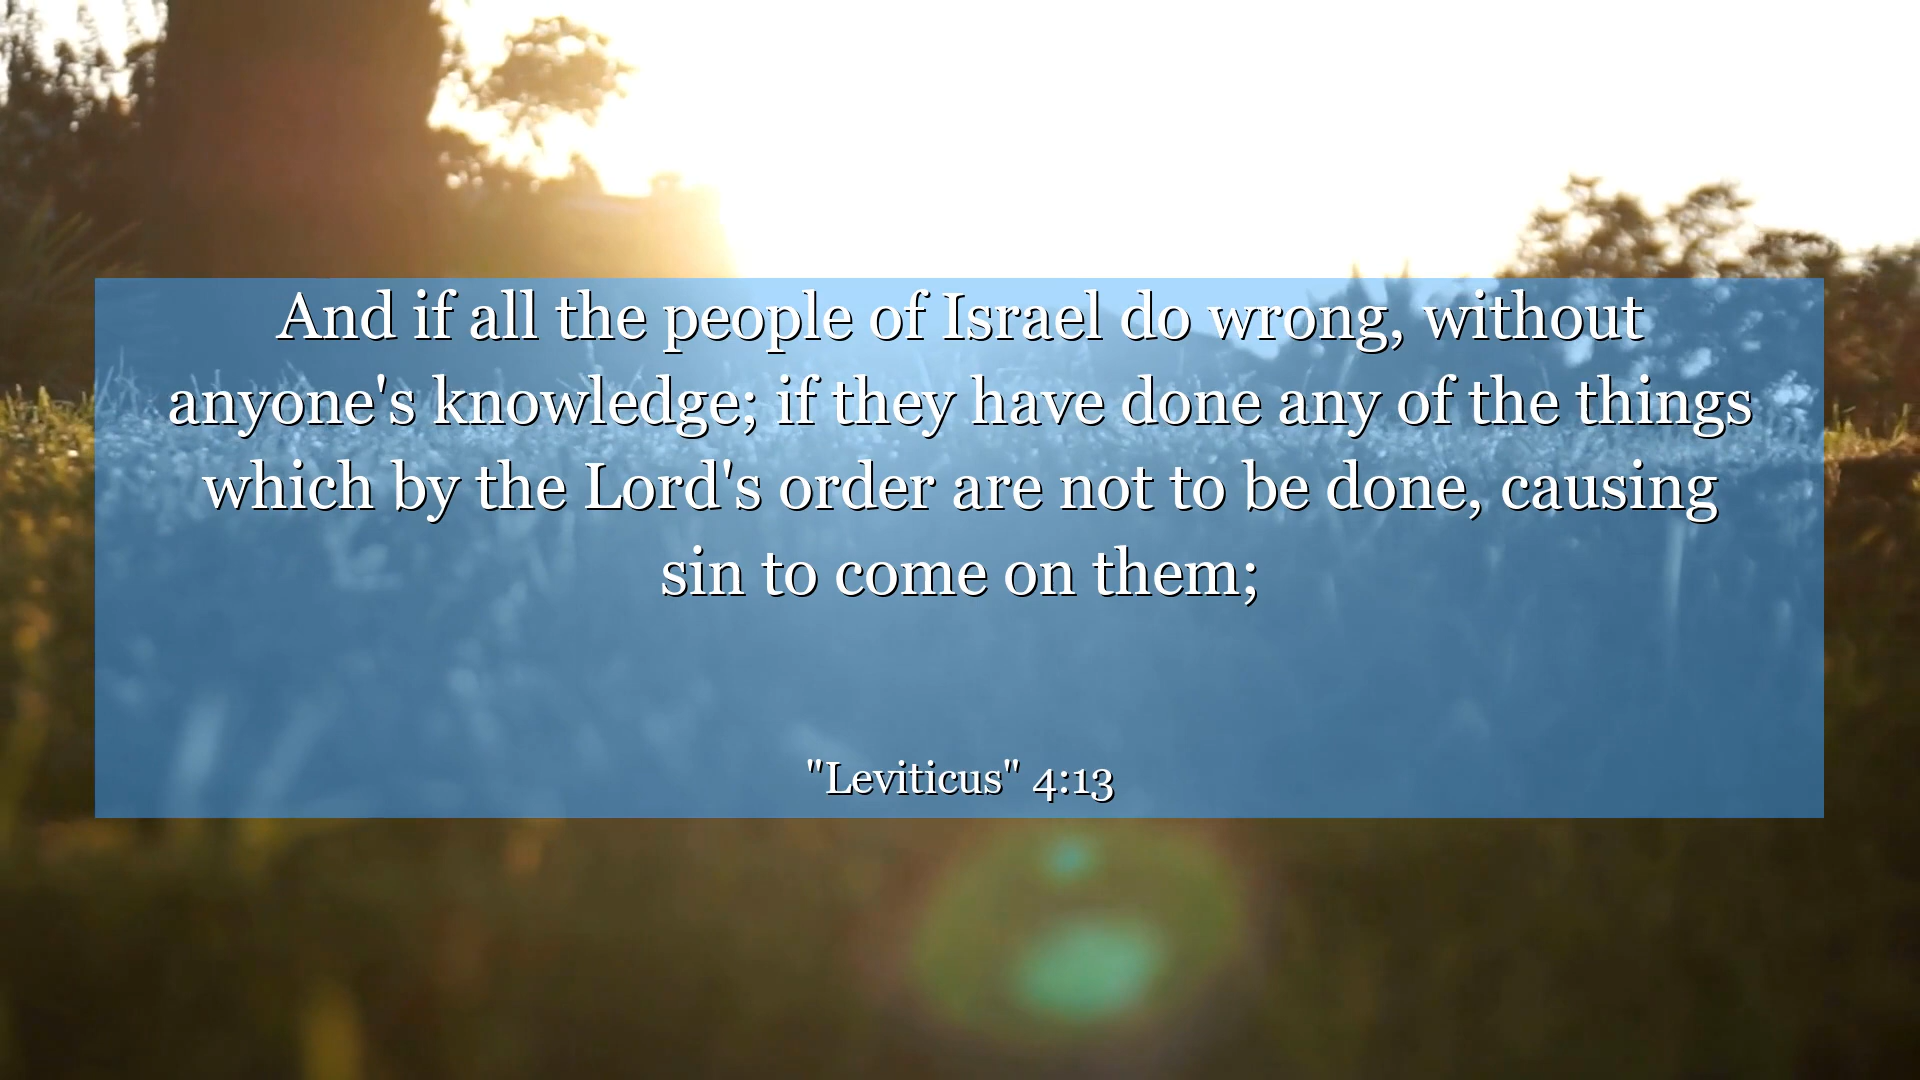 And if all the people of Israel do wrong, without
anyone's knowledge; if they have done any of the things
which by the Lord's order are not to be done, causing
sin to come on them;
"Leviticus" 4:13